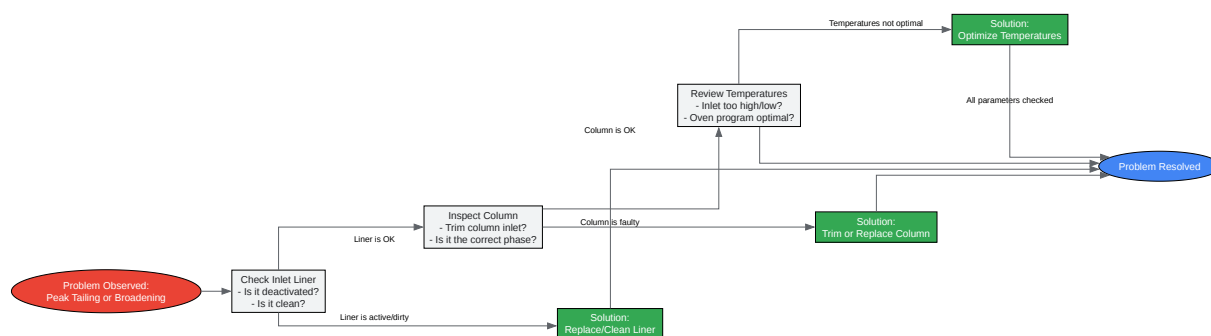 Problem Observed:
Peak Tailing or Broadening
Check Inlet Liner
- Is it deactivated?
- Is it clean?
Liner is OK
Liner is active/dirty
Inspect Column
- Trim column inlet?
- Is it the correct phase?
Solution:
Replace/Clean Liner
Column is OK
Column is faulty
Review Temperatures
- Inlet too high/low?
- Oven program optimal?
Solution:
Trim or Replace Column
Temperatures not optimal
Solution:
Optimize Temperatures
All parameters checked
Problem Resolved